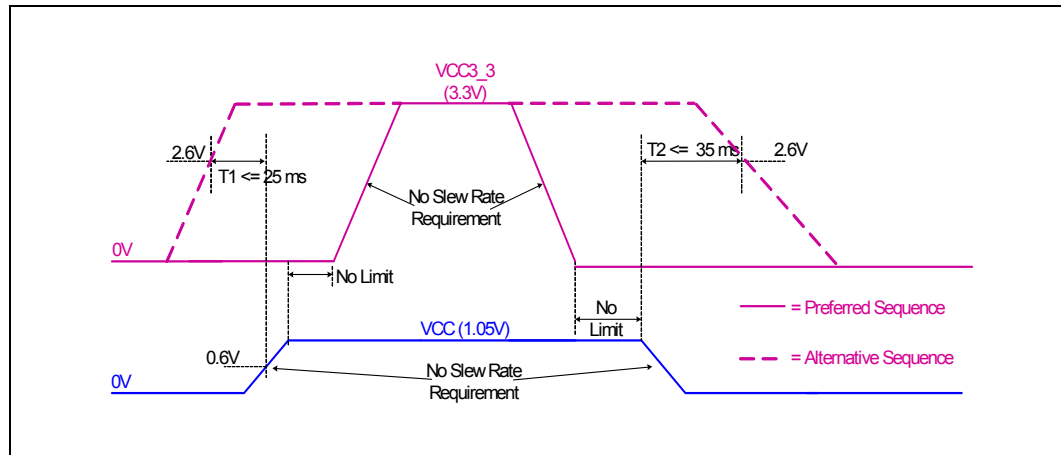 VCC3_3
(3.3V)
2.6V
T1 <= 25 ms
T2 <= 35 ms
2.6V
No Slew Rate
Requirement
0V
No Limit
No
Limit
= Preferred Sequence
VCC (1.05V)
0.6V
= Alternative Sequence
No Slew Rate
Requirement
0V